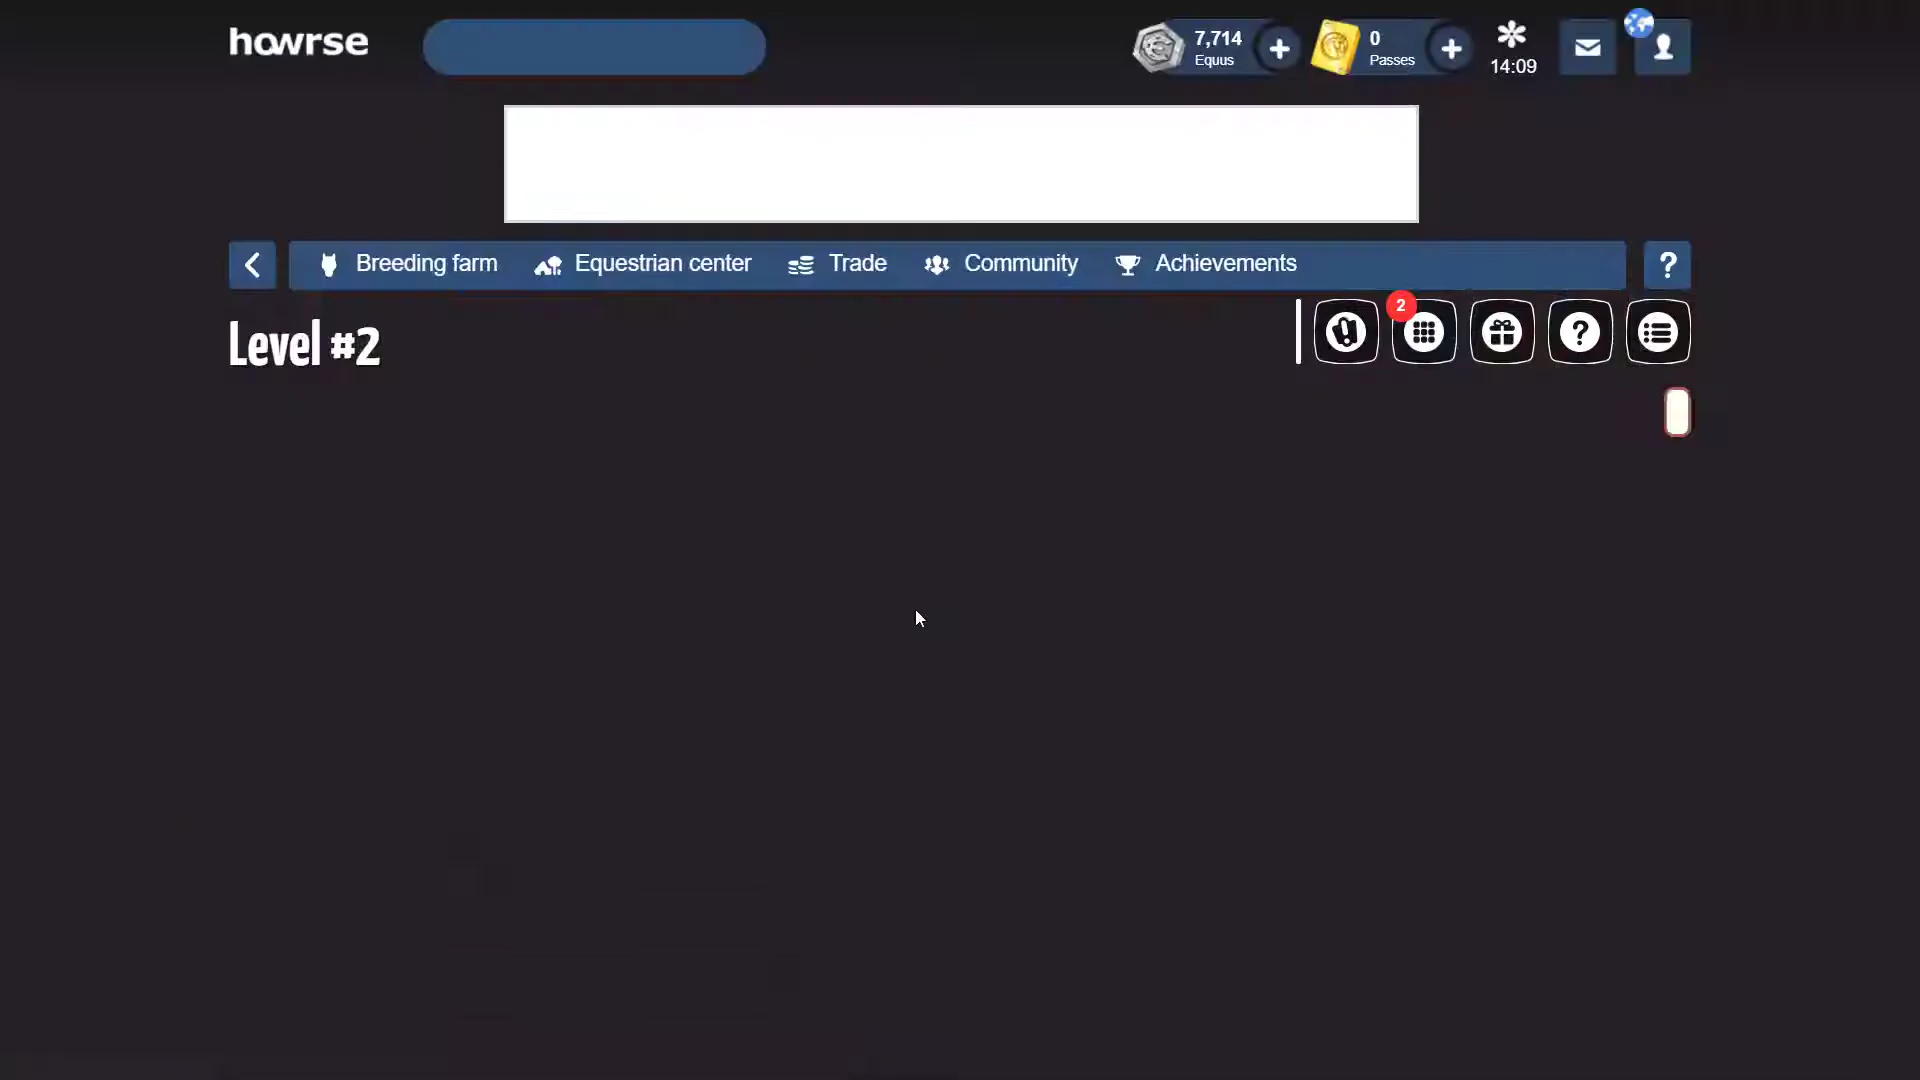 howrse
7,714
Equus
0
Passes
14:09
Breeding farm
Equestrian center
Trade
Community
Achievements
?
Level #2
2
?